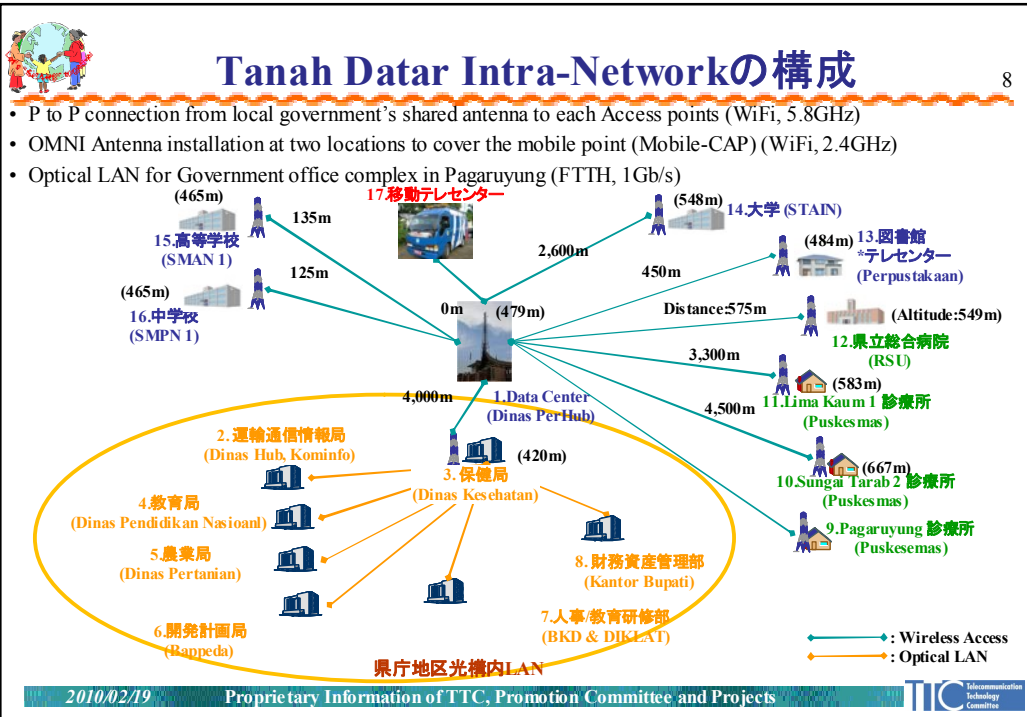 Tanah Datar Intra-Networkの構成
8
• P to P connection from local government's shared antenna to each Access points (WiFi, 5.8GHz)
• OMNI Antenna installation at two locations to cover the mobile point (Mobile-CAP) (WiFi, 2.4GHz)
• Optical LAN for Government office complex in Pagaruyung (FTTH, 1Gb/s)
(465m)
135m
15.高等学校
(SMAN 1)
17.移動テレセンター
(548m)
14.大学 (STAIN)
2,600m
(484m)
13.図書館
*テレセンター
(Perpustakaan)
450m
125m
(465m)
16.中学校
(SMPN 1)
0m
(479m)
Distance:575m
(Altitude:549m)
12.県立総合病院
(RSU)
3,300m
(583m)
11.Lima Kaum 1 診療所
(Puskesmas)
4,000m
1.Data Center
(Dinas PerHub)
4,500m
(667m)
10.Sungai Tarab 2 診療所
(Puskesmas)
9.Pagaruyung 診療所
(Puskesemas)
2. 運輸通信情報局
(Dinas Hub, Kominfo)
(420m)
3. 保健局
(Dinas Kesehatan)
4.教育局
(Dinas Pendidikan Nasioanl)
5.農業局
(Dinas Pertanian)
6.開発計画局
(Bappeda)
7.人事/教育研修部
(BKD & DIKLAT)
8. 財務資産管理部
(Kantor Bupati)
県庁地区光構内LAN
: Wireless Access
: Optical LAN
2010/02/19
Proprietary Information of TTC, Promotion Committee and Projects
TTC
Telecommunication
Technology
Committee